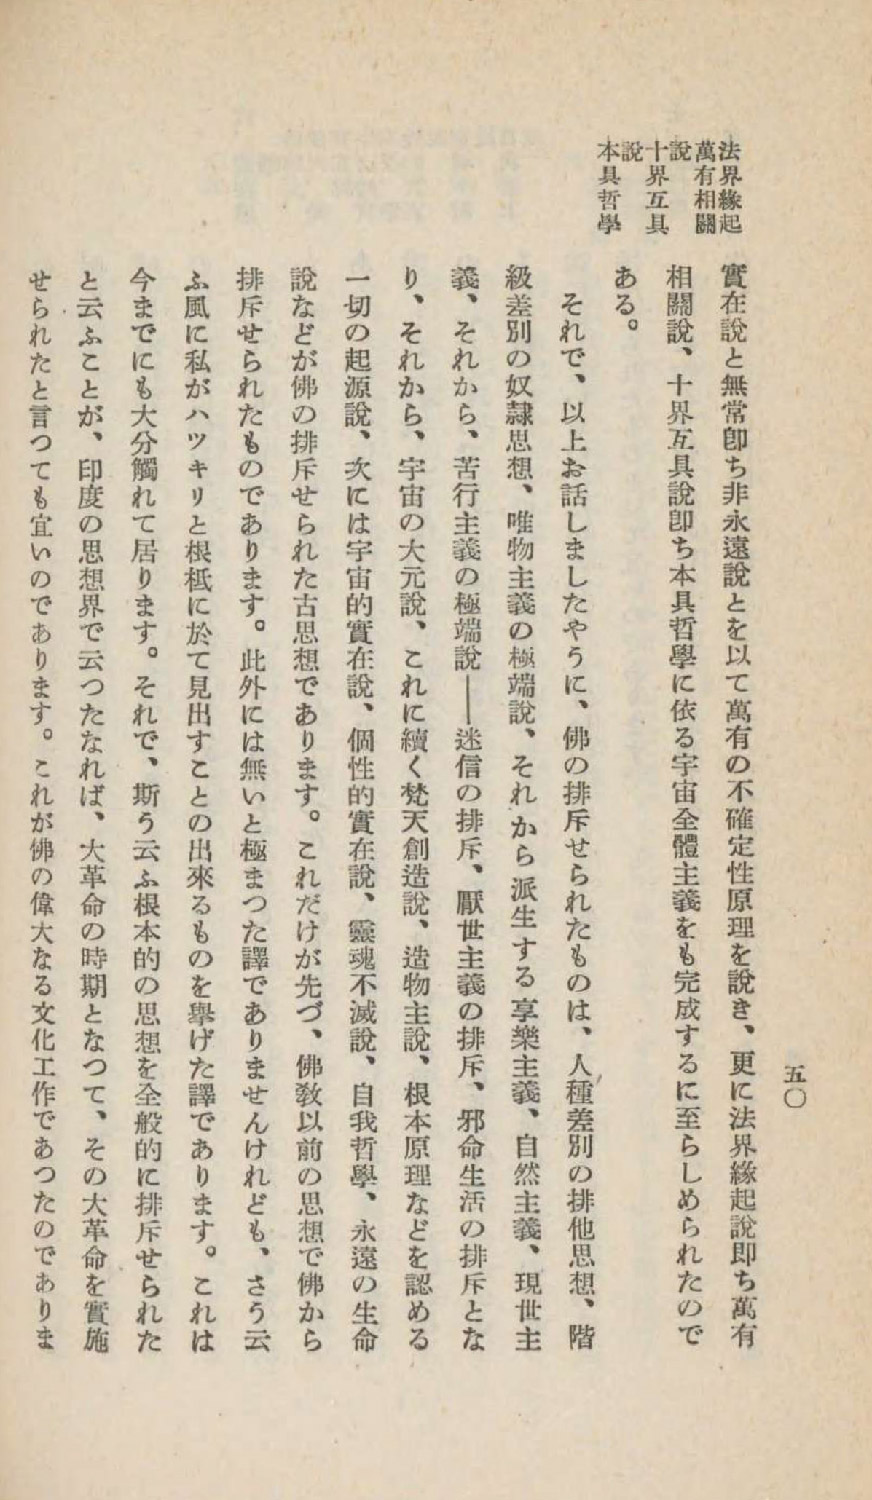 五〇
法界緣起
萬有相關
說
十界互具
說
本具哲學
實在說と無常卽ち非永遠說とを以て萬有の不確定性原理を說き、更に法界緣起說卽ち萬有
相關說、十界互具說卽ち本具哲學に依る宇宙全體主義をも完成するに至らしめられたので
ある。
それで、以上お話しましたやうに、佛の排斥せられたものは、人種差別の排他思想、階
級差別の奴隸思想、唯物主義の極端說、それから派生する享樂主義、自然主義、現世主
義、それから、苦行主義の極端說――迷信の排斥、厭世主義の排斥、邪命生活の排斥とな
り、それから、宇宙の大元說、これに續く梵天創造說、造物主說、根本原理などを認める
一切の起源說、次には宇宙的實在說、個性的實在說、靈魂不滅說、自我哲學、永遠の生命
說などが佛の排斥せられた古思想であります。これだけが先づ、佛敎以前の思想で佛から
排斥せられたものであります。此外には無いと極まつた譯でありませんけれども、さう云
ふ風に私がハツキリと根柢に於て見出すことの出來るものを擧げた譯であります。これは
今までにも大分觸れて居ります。それで、斯う云ふ根本的の思想を全般的に排斥せられた
と云ふことが、印度の思想界で云つたなれば、大革命の時期となつて、その大革命を實施
せられたと言つても宜いのであります。これが佛の偉大なる文化工作であつたのでありま